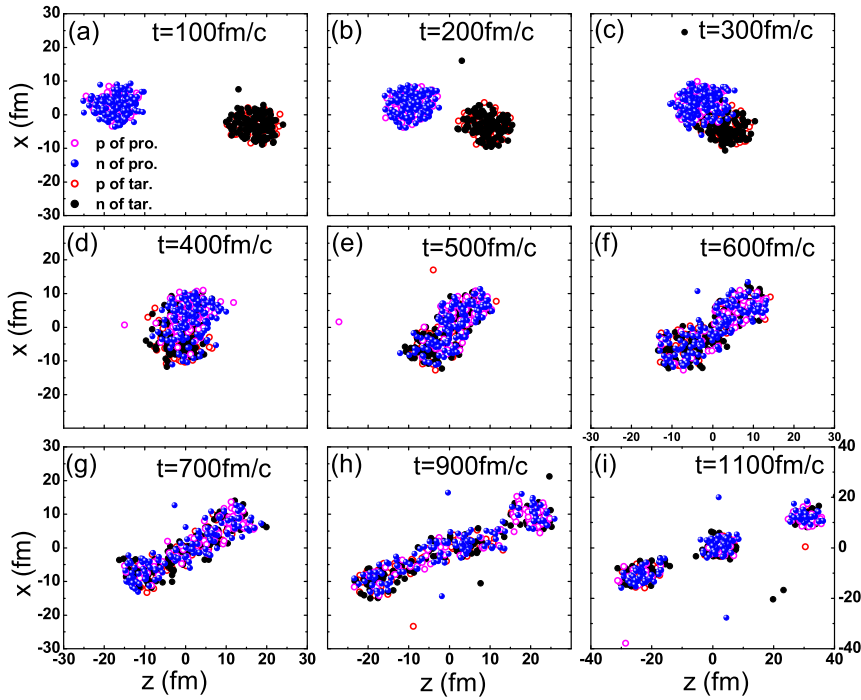 (a) t=100fm/c
(b) t=200fm/c
(c) t=300fm/c
30
20
10
0
-10
-20
-30
x (fm)
p of pro.
n of pro.
p of tar.
n of tar.
(d) t=400fm/c
(e) t=500fm/c
(f) t=600fm/c
20
10
0
-10
-20
x (fm)
-30 -20 -10 0 10 20 30
(g) t=700fm/c
(h) t=900fm/c
(i) t=1100fm/c
30
20
10
0
-10
-20
-30
x (fm)
40
20
0
-20
-40
-30 -20 -10 0 10 20 30
-20 -10 0 10 20 30
-40 -20 0 20 40
z (fm)
z (fm)
z (fm)